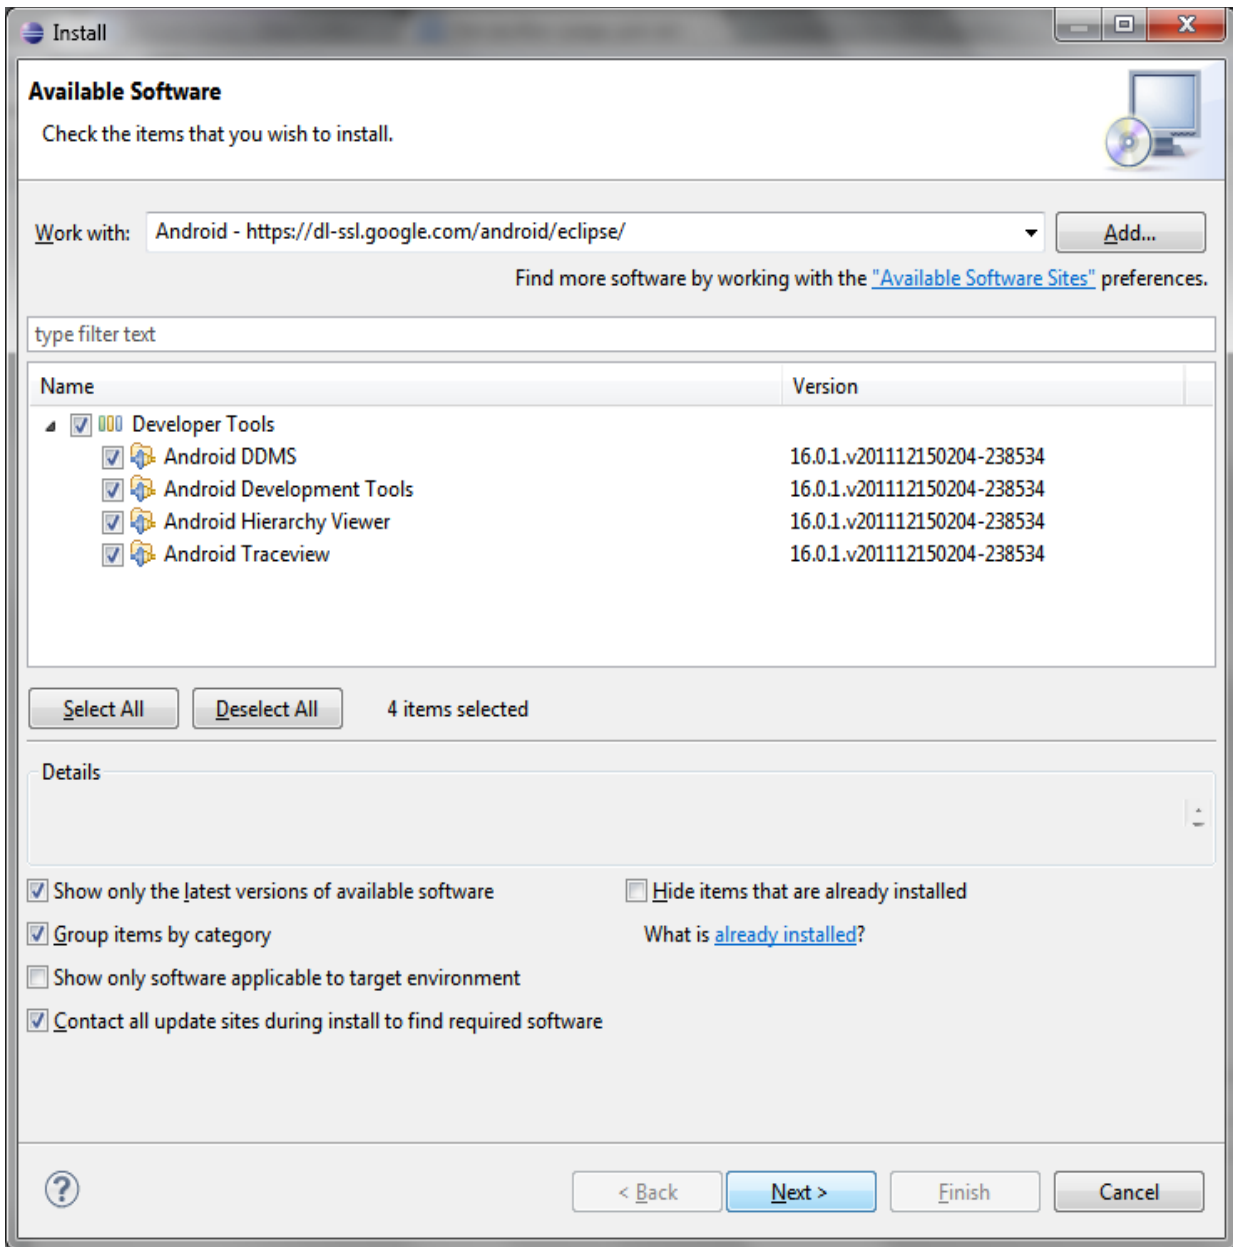 Install
Available Software
Check the items that you wish to install.
Work with: Android - https://dl-ssl.google.com/android/eclipse/ Add...
Find more software by working with the "Available Software Sites" preferences.
type filter text
Name Version
Developer Tools
Android DDMS 16.0.1.v201112150204-238534
Android Development Tools 16.0.1.v201112150204-238534
Android Hierarchy Viewer 16.0.1.v201112150204-238534
Android Traceview 16.0.1.v201112150204-238534
Select All Deselect All 4 items selected
Details
Show only the latest versions of available software Hide items that are already installed
Group items by category What is already installed?
Show only software applicable to target environment
Contact all update sites during install to find required software
? < Back Next > Finish Cancel